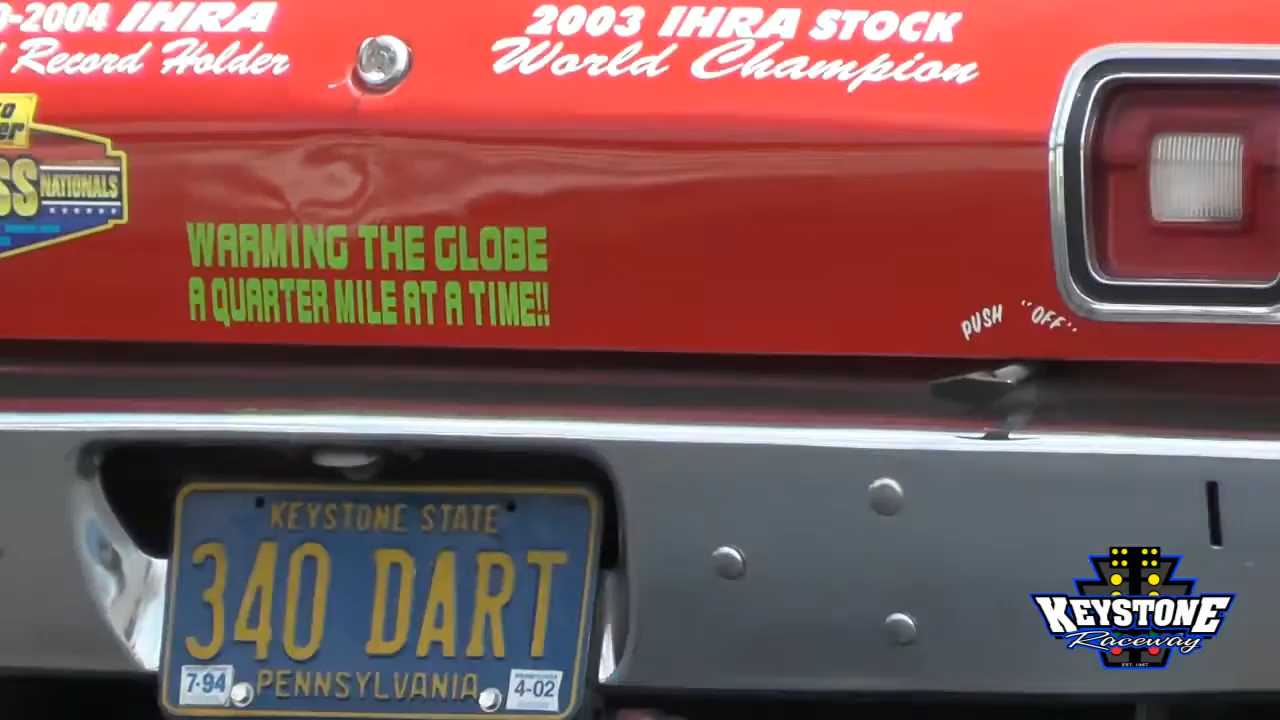 -2004 IHRA
Record Holder
2003 IHRA STOCK
World Champion
NATIONALS
WARMING THE GLOBE
A QUARTER MILE AT A TIME!!
PUSH "OFF"
KEYSTONE STATE
340 DART
7-94
PENNSYLVANIA
4-02
KEYSTONE
Raceway